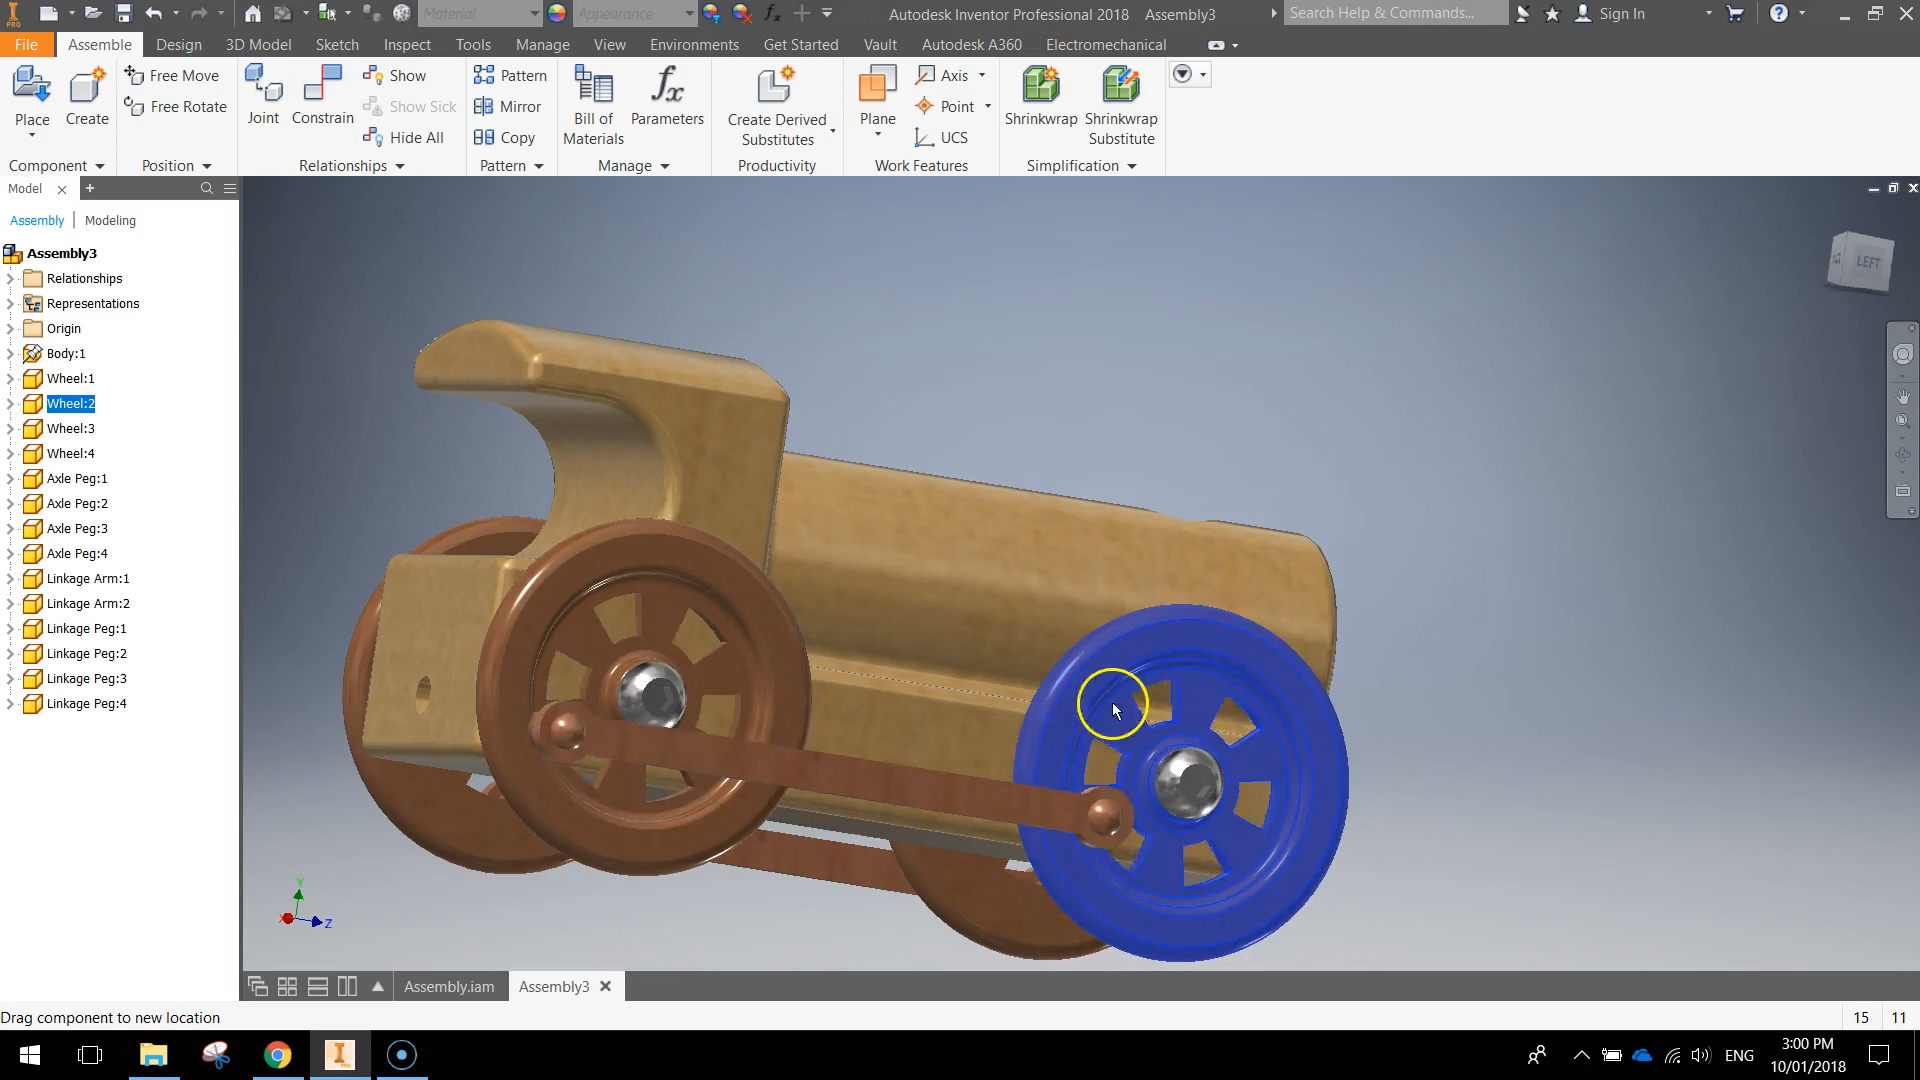 Material
Appearance
fx
Autodesk Inventor Professional 2018 Assembly3
Search Help & Commands...
Sign In
PRO
File Assemble Design 3D Model Sketch Inspect Tools Manage View Environments Get Started Vault Autodesk A360 Electromechanical
Place
Create
Free Move
Free Rotate
Joint
Constrain
Show
Show Sick
Hide All
Pattern
Mirror
Copy
Bill of
Materials
fx
Parameters
Create Derived
Substitutes
Plane
Axis
Point
UCS
Shrinkwrap
Shrinkwrap
Substitute
Component
Position
Relationships
Pattern
Manage
Productivity
Work Features
Simplification
Model
Assembly | Modeling
Assembly3
Relationships
Representations
Origin
Body:1
Wheel:1
Wheel:2
Wheel:3
Wheel:4
Axle Peg:1
Axle Peg:2
Axle Peg:3
Axle Peg:4
Linkage Arm:1
Linkage Arm:2
Linkage Peg:1
Linkage Peg:2
Linkage Peg:3
Linkage Peg:4
LEFT
Y
X
Z
Assembly.iam
Assembly3
Drag component to new location
15 11
ENG
3:00 PM
10/01/2018